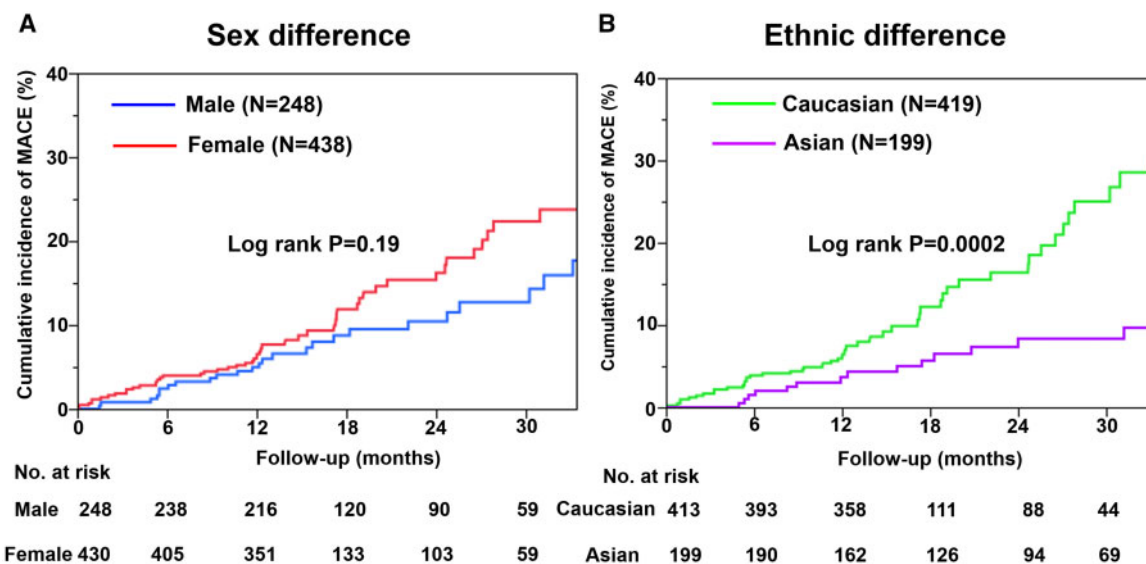 A
Sex difference
Cumulative incidence of MACE (%)
40
30
20
10
0
Male (N=248)
Female (N=438)
Log rank P=0.19
0 6 12 18 24 30
Follow-up (months)
No. at risk
Male 248 238 216 120 90 59
Female 430 405 351 133 103 59
B
Ethnic difference
Cumulative incidence of MACE (%)
40
30
20
10
0
Caucasian (N=419)
Asian (N=199)
Log rank P=0.0002
0 6 12 18 24 30
Follow-up (months)
No. at risk
Caucasian 413 393 358 111 88 44
Asian 199 190 162 126 94 69